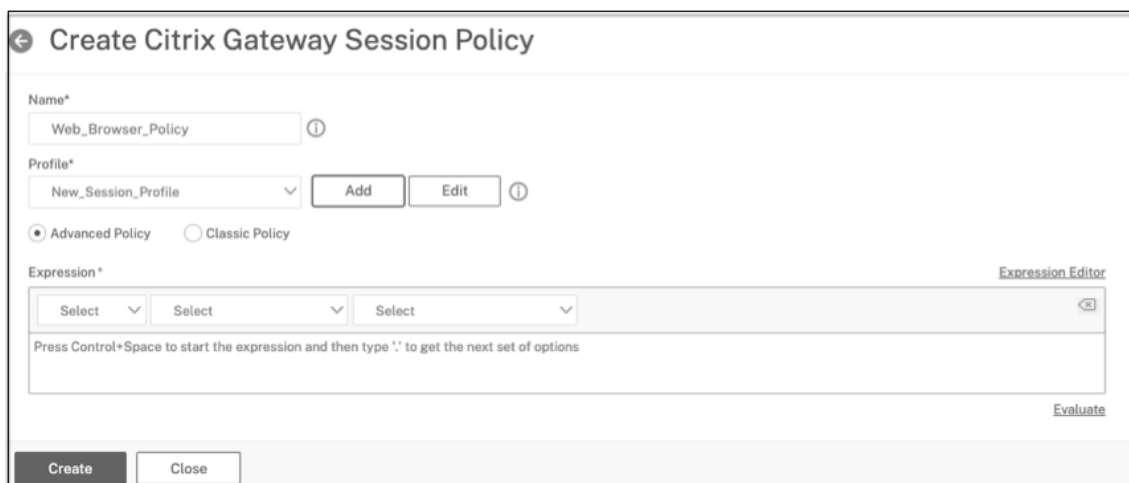 Create Citrix Gateway Session Policy
Name*
Web_Browser_Policy
Profile*
New_Session_Profile Add Edit
Advanced Policy Classic Policy
Expression* Expression Editor
Select Select Select
Press Control+Space to start the expression and then type '.' to get the next set of options
Evaluate
Create Close